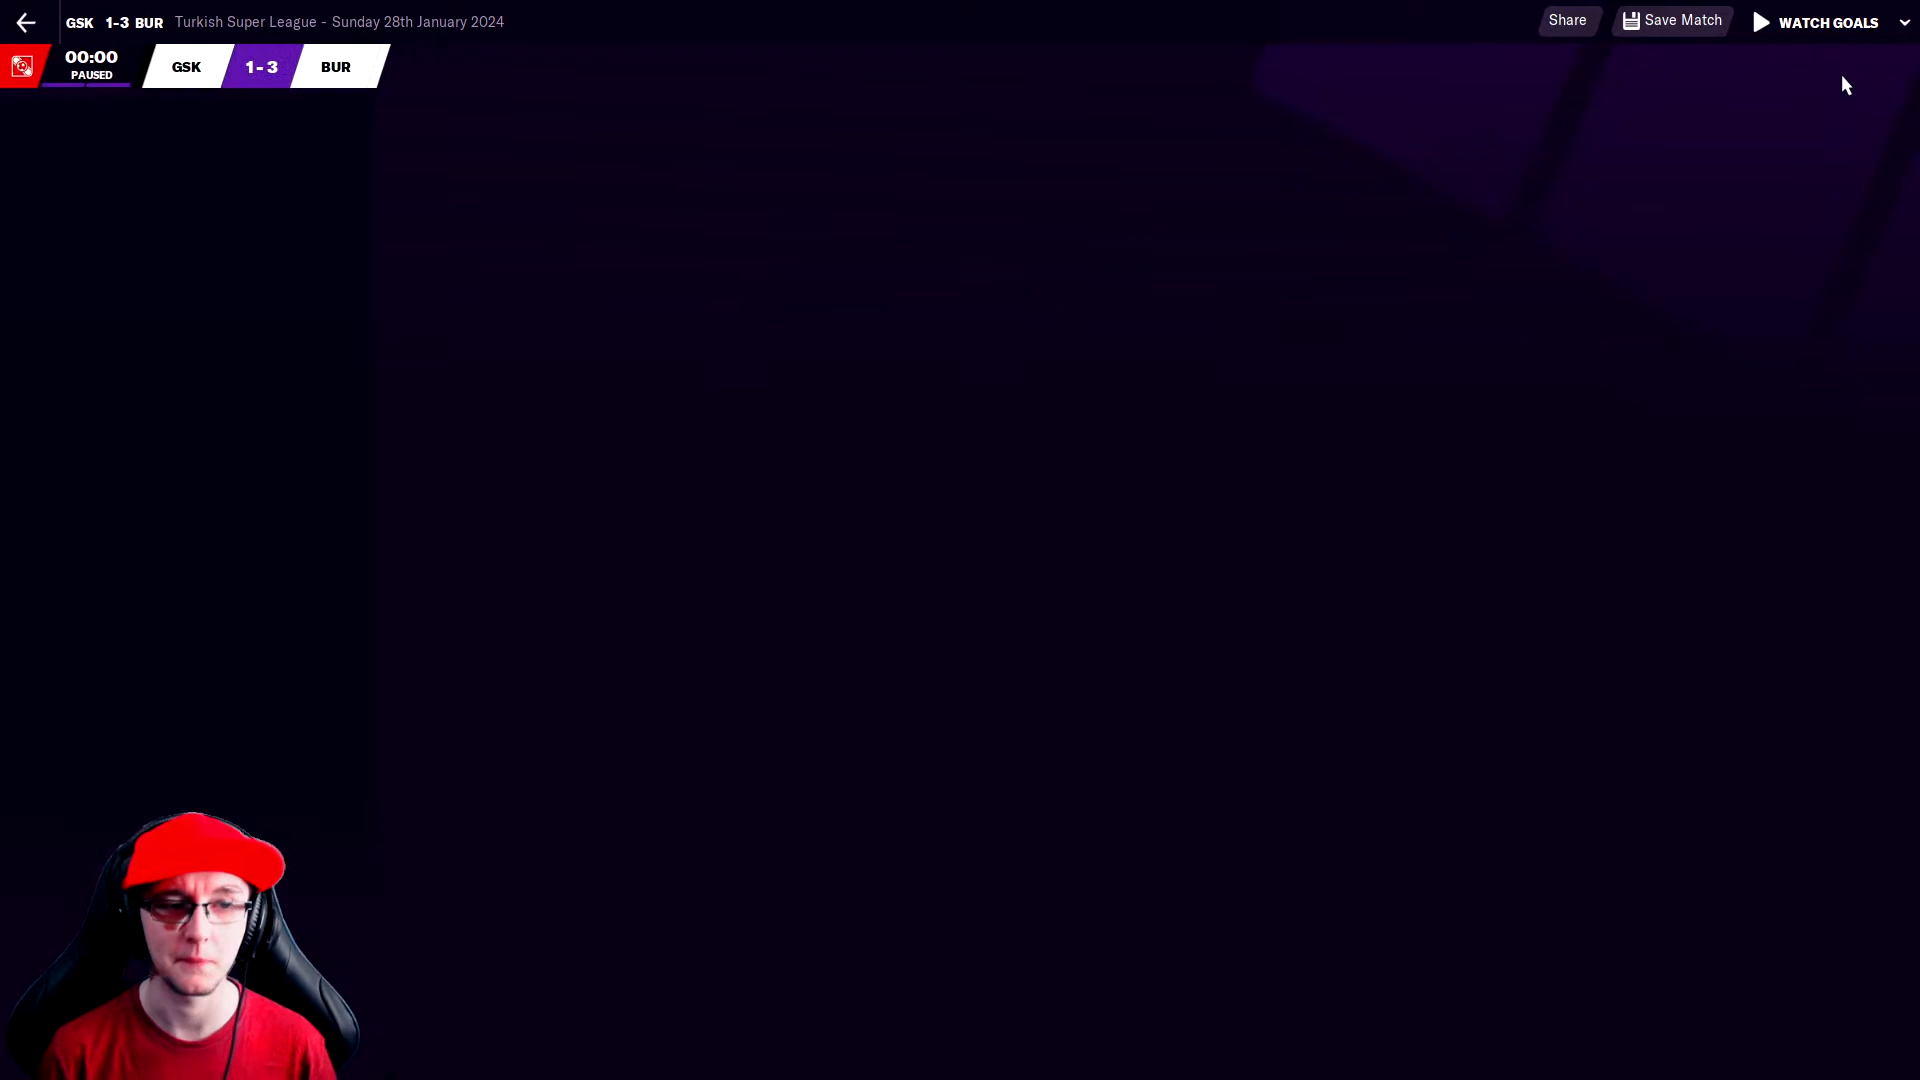 GSK 1-3 BUR Turkish Super League - Sunday 28th January 2024 Share Save Match WATCH GOALS
00:00
PAUSED
GSK 1-3 BUR